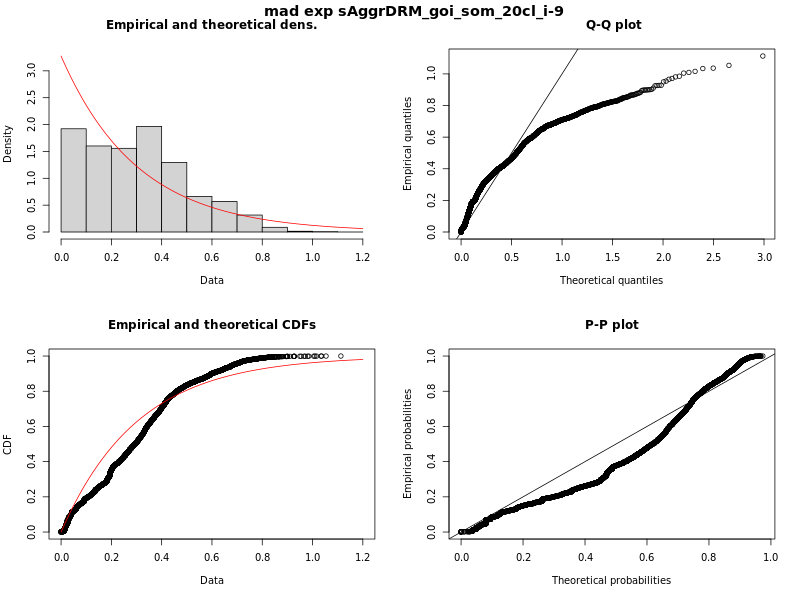 mad exp sAggrDRM_goi_som_20cl_i-9
Empirical and theoretical dens.
Density
0.0 0.5 1.0 1.5 2.0 2.5 3.0
0.0 0.2 0.4 0.6 0.8 1.0 1.2
Data
Q-Q plot
Empirical quantiles
0.0 0.2 0.4 0.6 0.8 1.0
0.0 0.5 1.0 1.5 2.0 2.5 3.0
Theoretical quantiles
Empirical and theoretical CDFs
CDF
0.0 0.2 0.4 0.6 0.8 1.0
0.0 0.2 0.4 0.6 0.8 1.0 1.2
Data
P-P plot
Empirical probabilities
0.0 0.2 0.4 0.6 0.8 1.0
0.0 0.2 0.4 0.6 0.8 1.0
Theoretical probabilities